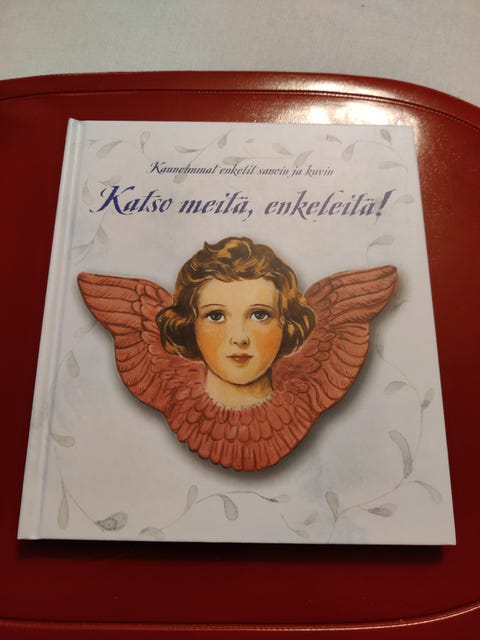 Kauneimmat enkelit sanoin ja kuvin
Katso meitä, enkeleitä!